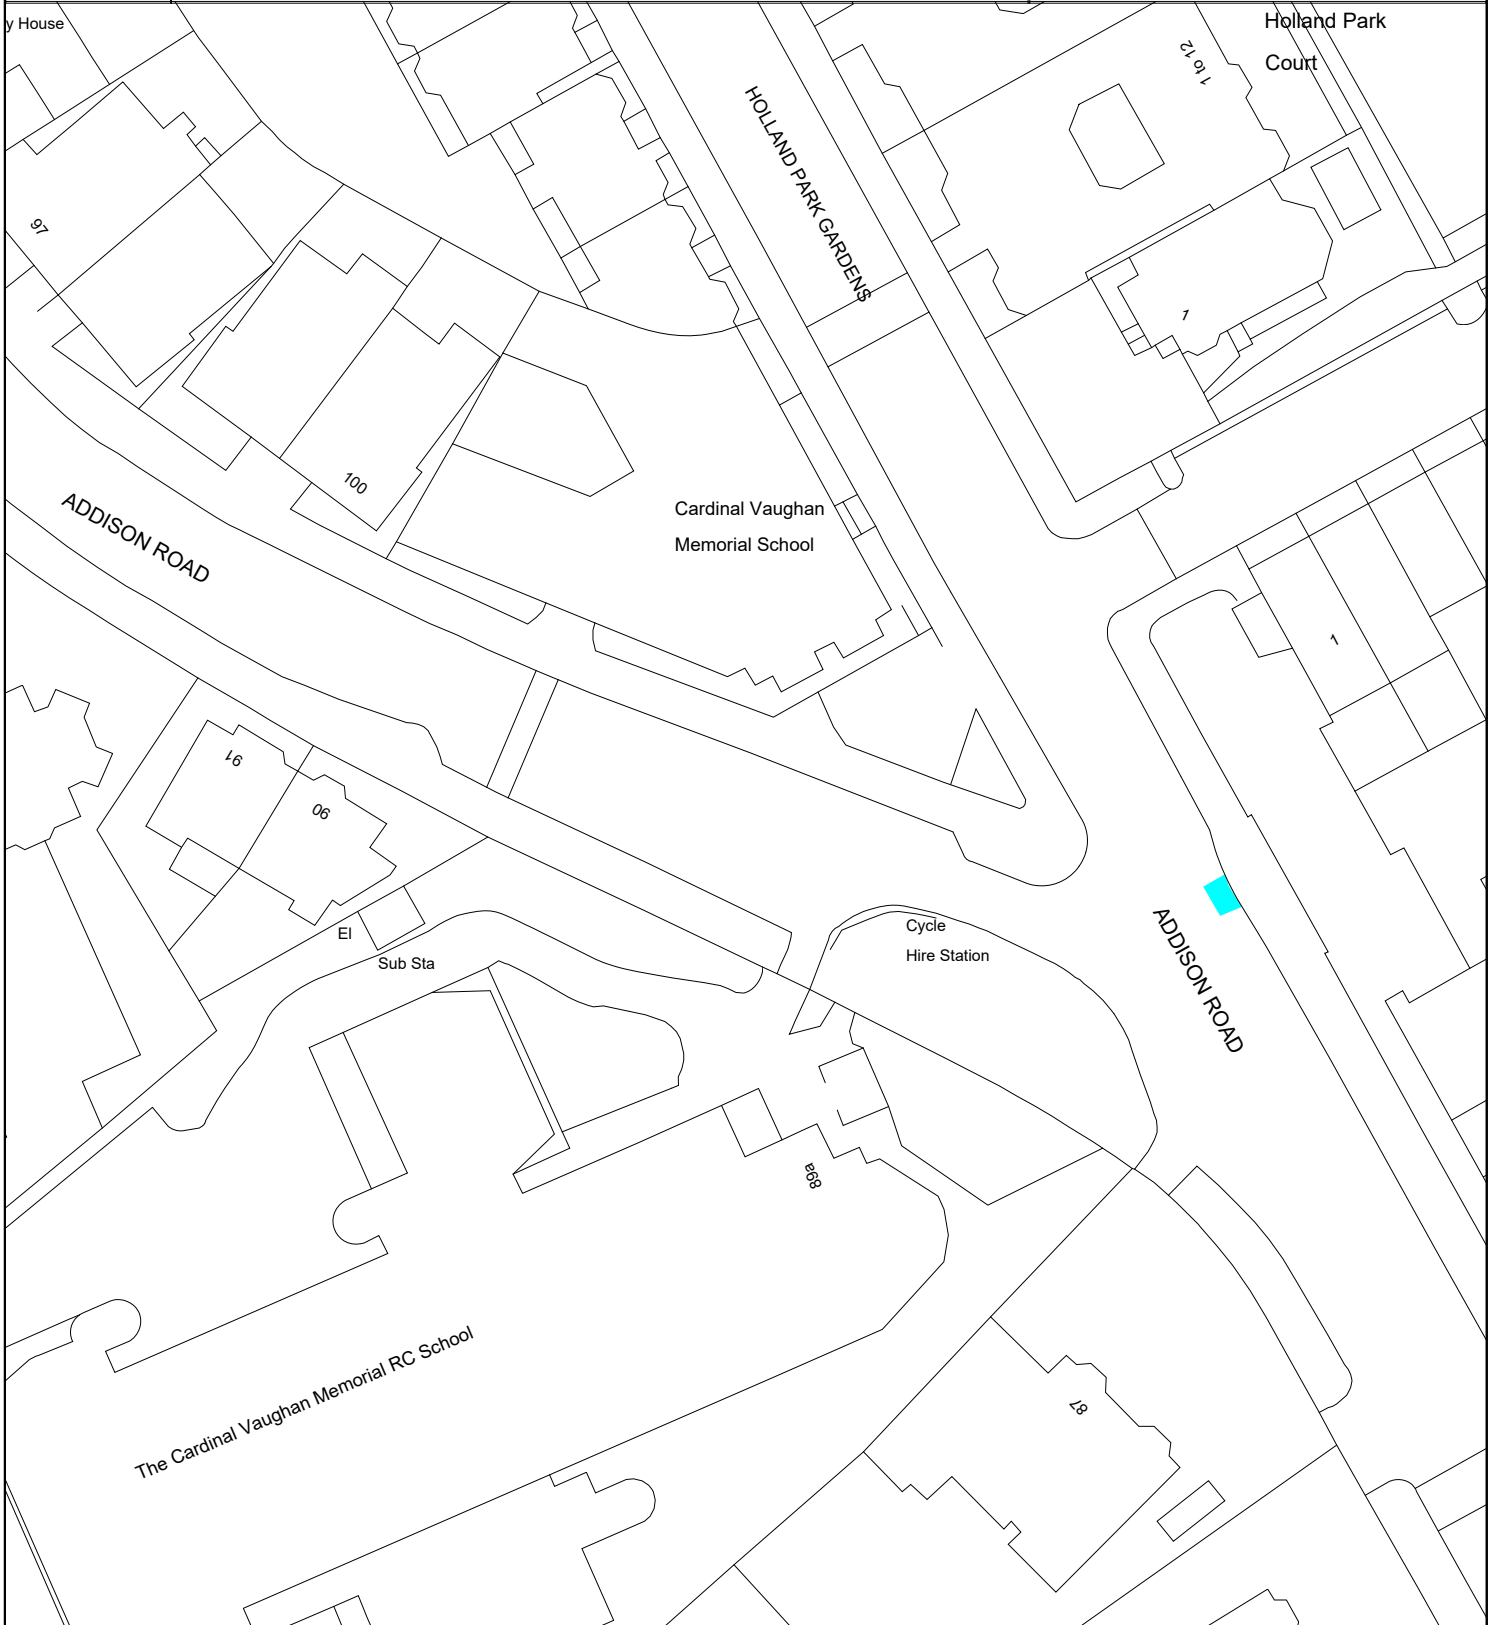 y House
Holland Park
Court
1 to 12
HOLLAND PARK GARDENS
97
1
100
ADDISON ROAD
Cardinal Vaughan
Memorial School
1
91
90
El
Sub Sta
Cycle
Hire Station
ADDISON ROAD
89a
The Cardinal Vaughan Memorial RC School
87